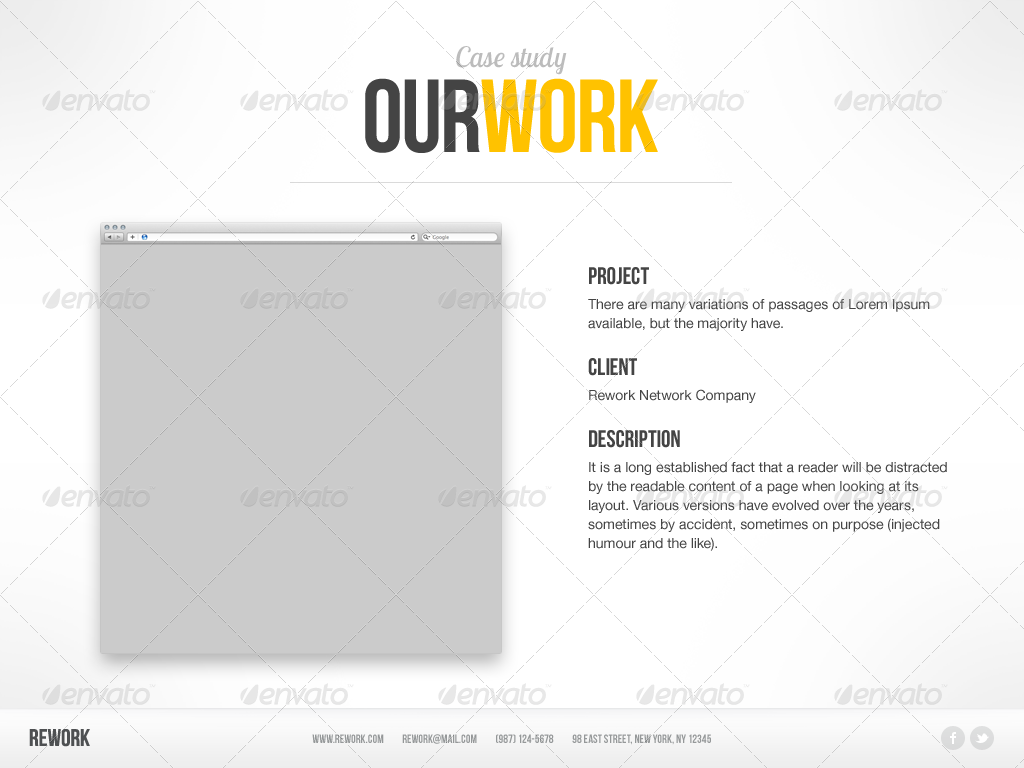 Case study
OURWORK
Google
PROJECT
There are many variations of passages of Lorem Ipsum
available, but the majority have.
CLIENT
Rework Network Company
DESCRIPTION
It is a long established fact that a reader will be distracted
by the readable content of a page when looking at its
layout. Various versions have evolved over the years,
sometimes by accident, sometimes on purpose (injected
humour and the like).
REWORK
WWW.REWORK.COM REWORK@MAIL.COM (987) 124-5678 98 EAST STREET, NEW YORK, NY 12345
envato envato envato envato envato
envato envato envato envato envato
envato envato envato envato envato
envato envato envato envato envato